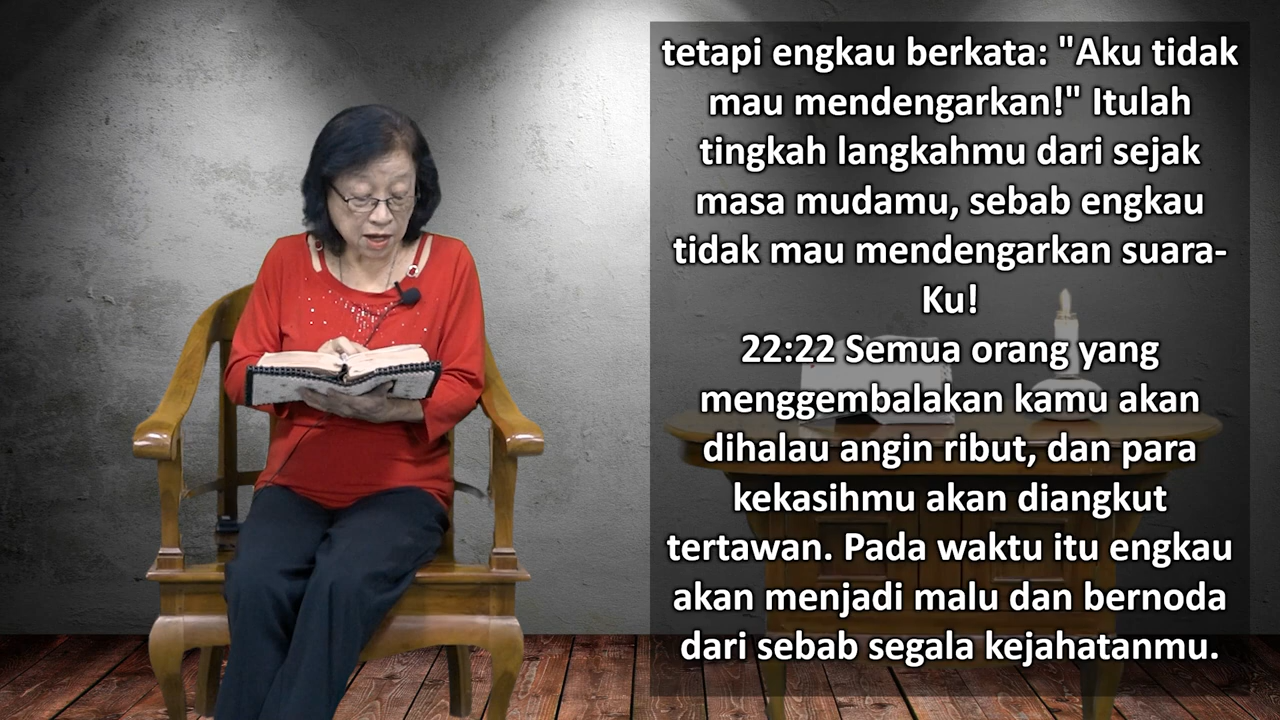 tetapi engkau berkata: "Aku tidak
mau mendengarkan!" Itulah
tingkah langkahmu dari sejak
masa mudamu, sebab engkau
tidak mau mendengarkan suara-
Ku!
22:22 Semua orang yang
menggembalakan kamu akan
dihalau angin ribut, dan para
kekasihmu akan diangkut
tertawan. Pada waktu itu engkau
akan menjadi malu dan bernoda
dari sebab segala kejahatanmu.